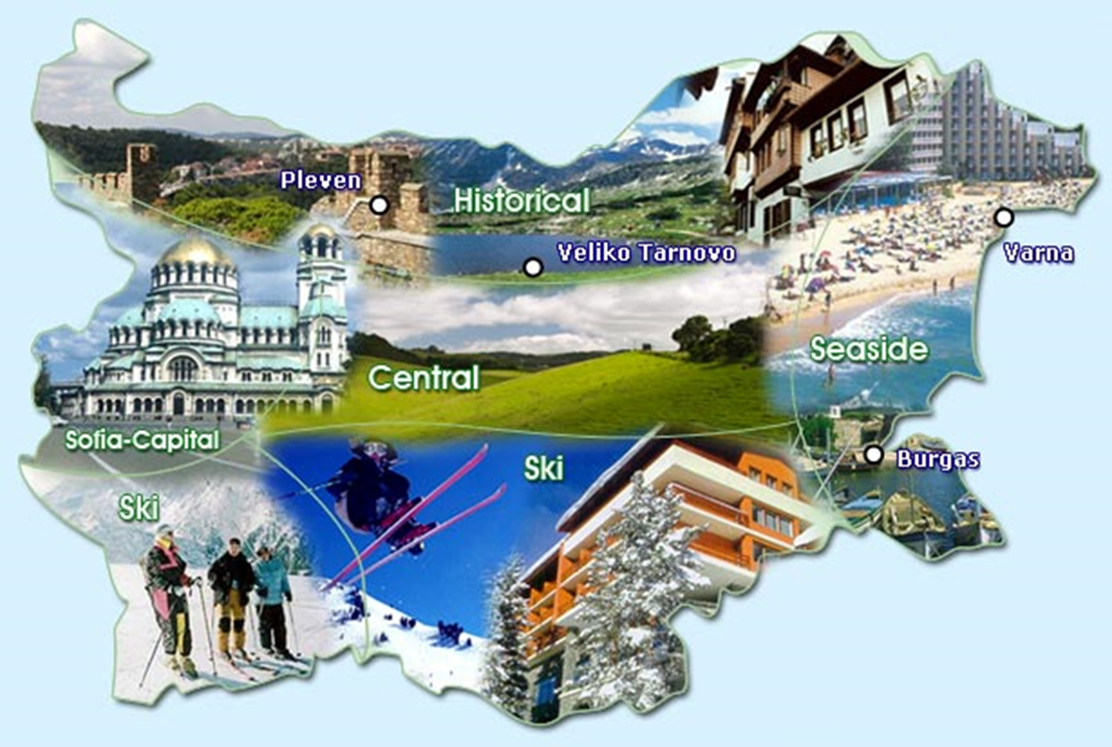 Pleven
Historical
Veliko Tarnovo
Varna
Seaside
Central
Sofia-Capital
Burgas
Ski
Ski